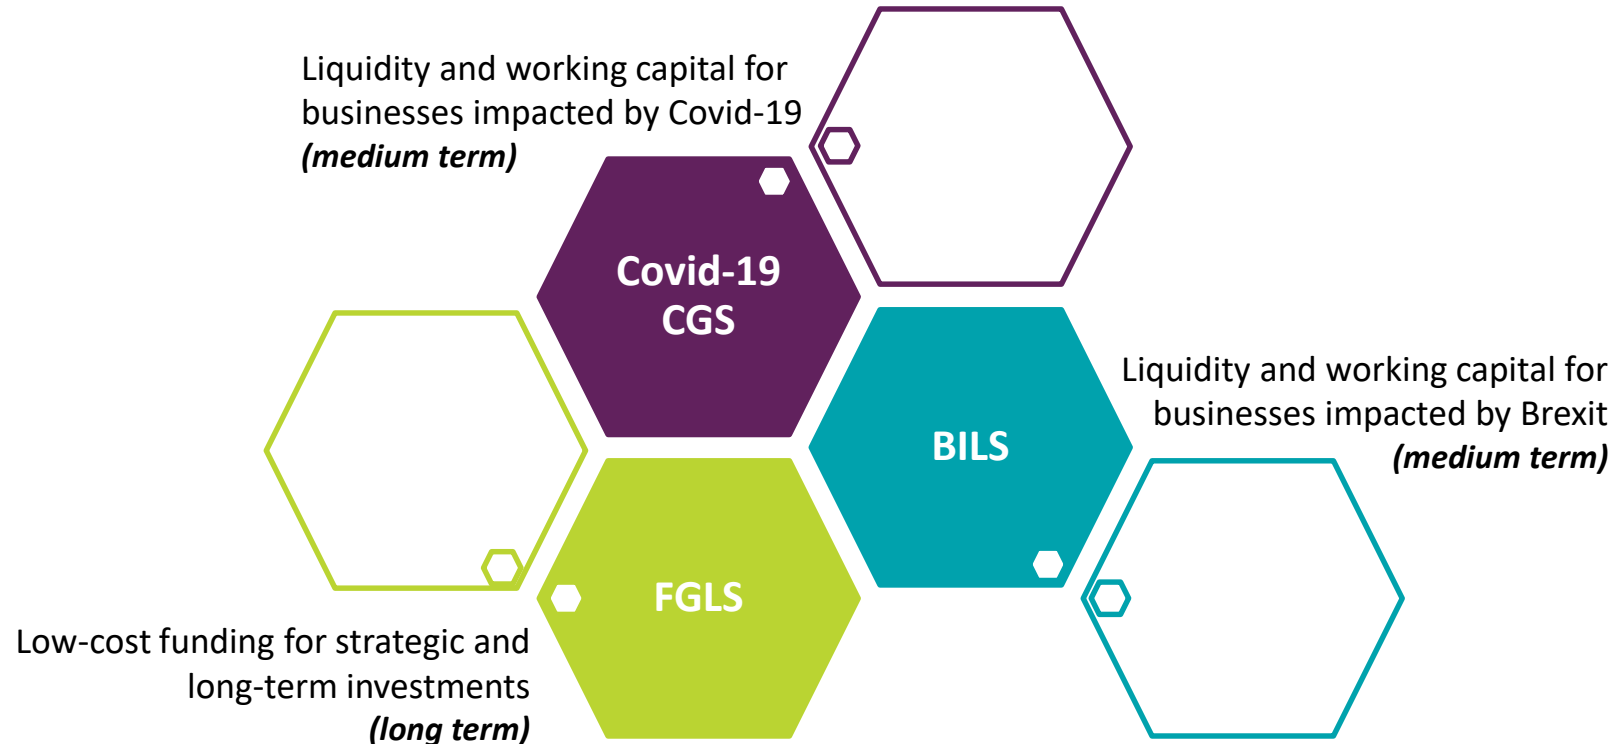 Liquidity and working capital for
businesses impacted by Covid-19
(medium term)
Covid-19
CGS
Liquidity and working capital for
businesses impacted by Brexit
(medium term)
BILS
FGLS
Low-cost funding for strategic and
long-term investments
(long term)